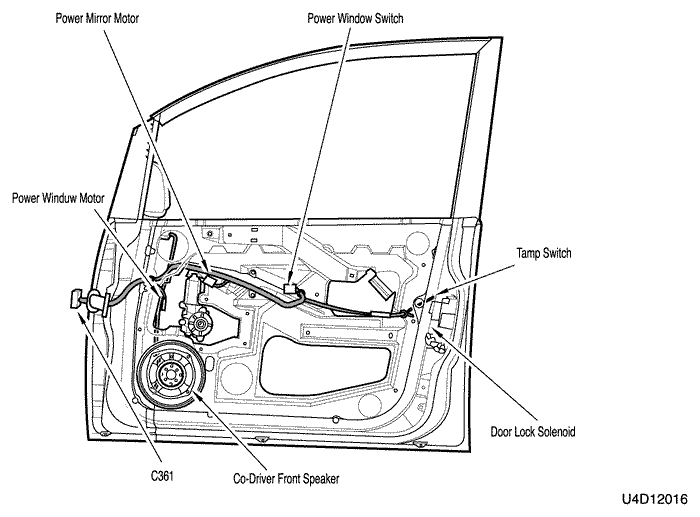 Power Mirror Motor
Power Window Switch
Power Winduw Motor
Tamp Switch
Door Lock Solenoid
C361
Co-Driver Front Speaker
U4D12016